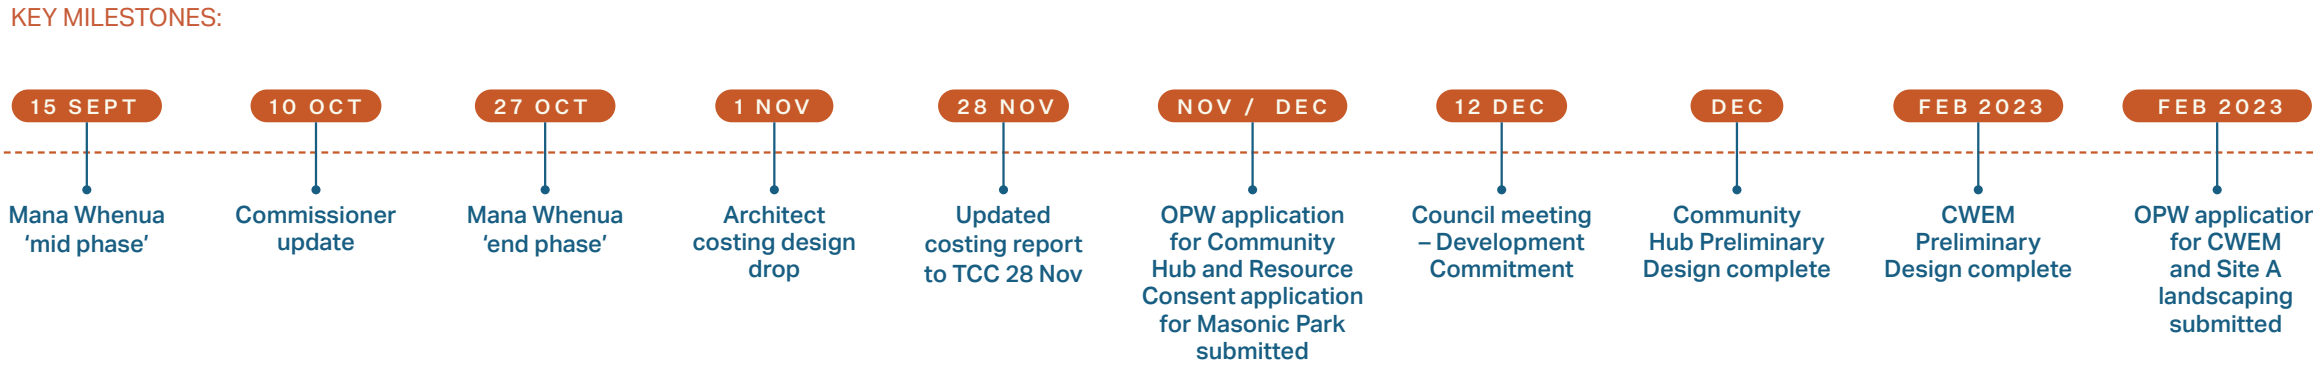 KEY MILESTONES:
15 SEPT
10 OCT
27 OCT
1 NOV
28 NOV
NOV / DEC
12 DEC
DEC
FEB 2023
FEB 2023
Mana Whenua
‘mid phase’
Commissioner
update
Mana Whenua
‘end phase’
Architect
costing design
drop
Updated
costing report
to TCC 28 Nov
OPW application
for Community
Hub and Resource
Consent application
for Masonic Park
submitted
Council meeting
– Development
Commitment
Community
Hub Preliminary
Design complete
CWEM
Preliminary
Design complete
OPW application
for CWEM
and Site A
landscaping
submitted